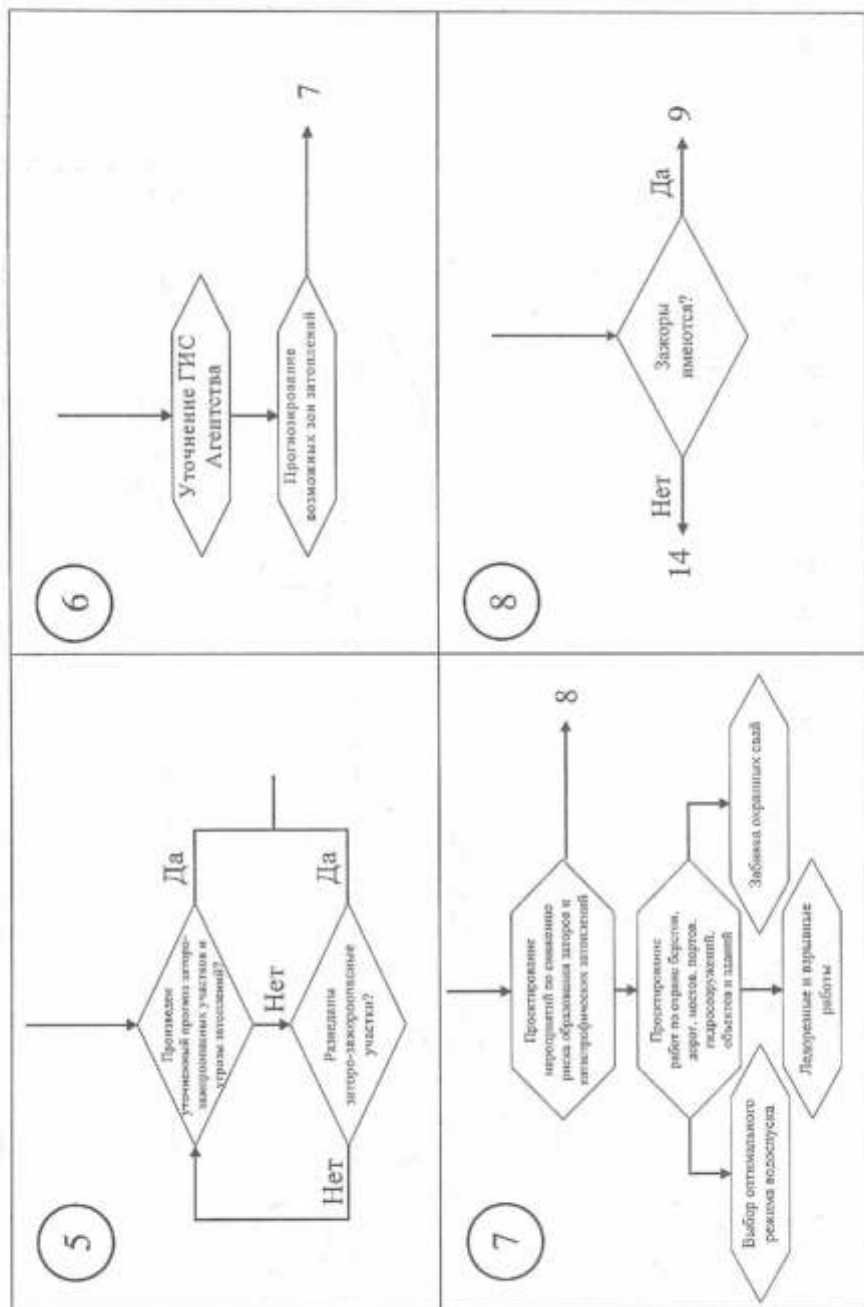 5
Произведен
уточненный прогноз заторо-
зажороопасных участков и
угрозы затоплений?
Да
Нет
Разведаны
заторо-зажороопасные
участки?
Да
Нет
6
Уточнение ГИС
Агентства
Прогнозирование
возможных зон затоплений
7
7
Проектирование
мероприятий по снижению
риска образования заторов и
катастрофических затоплений
8
Проектирование
работ по охране берегов,
дорог, мостов, портов,
гидросооружений,
объектов и зданий
Выбор оптимального
режима водоспуска
Ледорезные и взрывные
работы
Забивка охранных свай
8
Зажоры
имеются?
Нет
14
Да
9